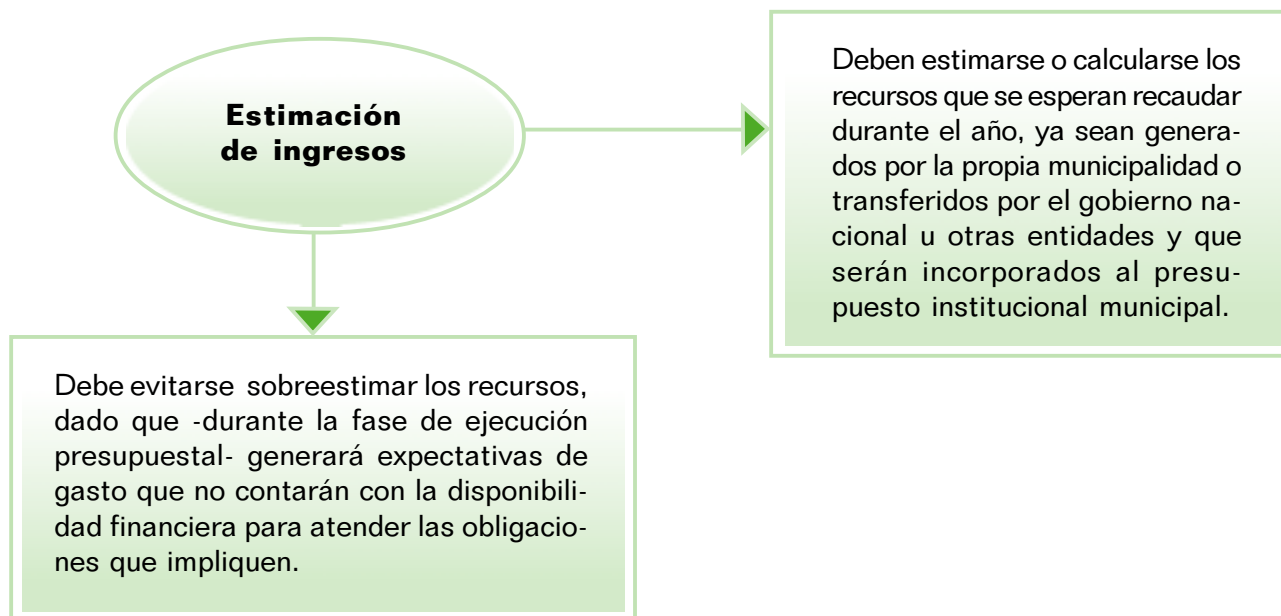 Estimación
de ingresos
Deben estimarse o calcularse los
recursos que se esperan recaudar
durante el año, ya sean genera-
dos por la propia municipalidad o
transferidos por el gobierno na-
cional u otras entidades y que
serán incorporados al presu-
puesto institucional municipal.
Debe evitarse sobreestimar los recursos,
dado que -durante la fase de ejecución
presupuestal- generará expectativas de
gasto que no contarán con la disponibili-
dad financiera para atender las obligacio-
nes que impliquen.